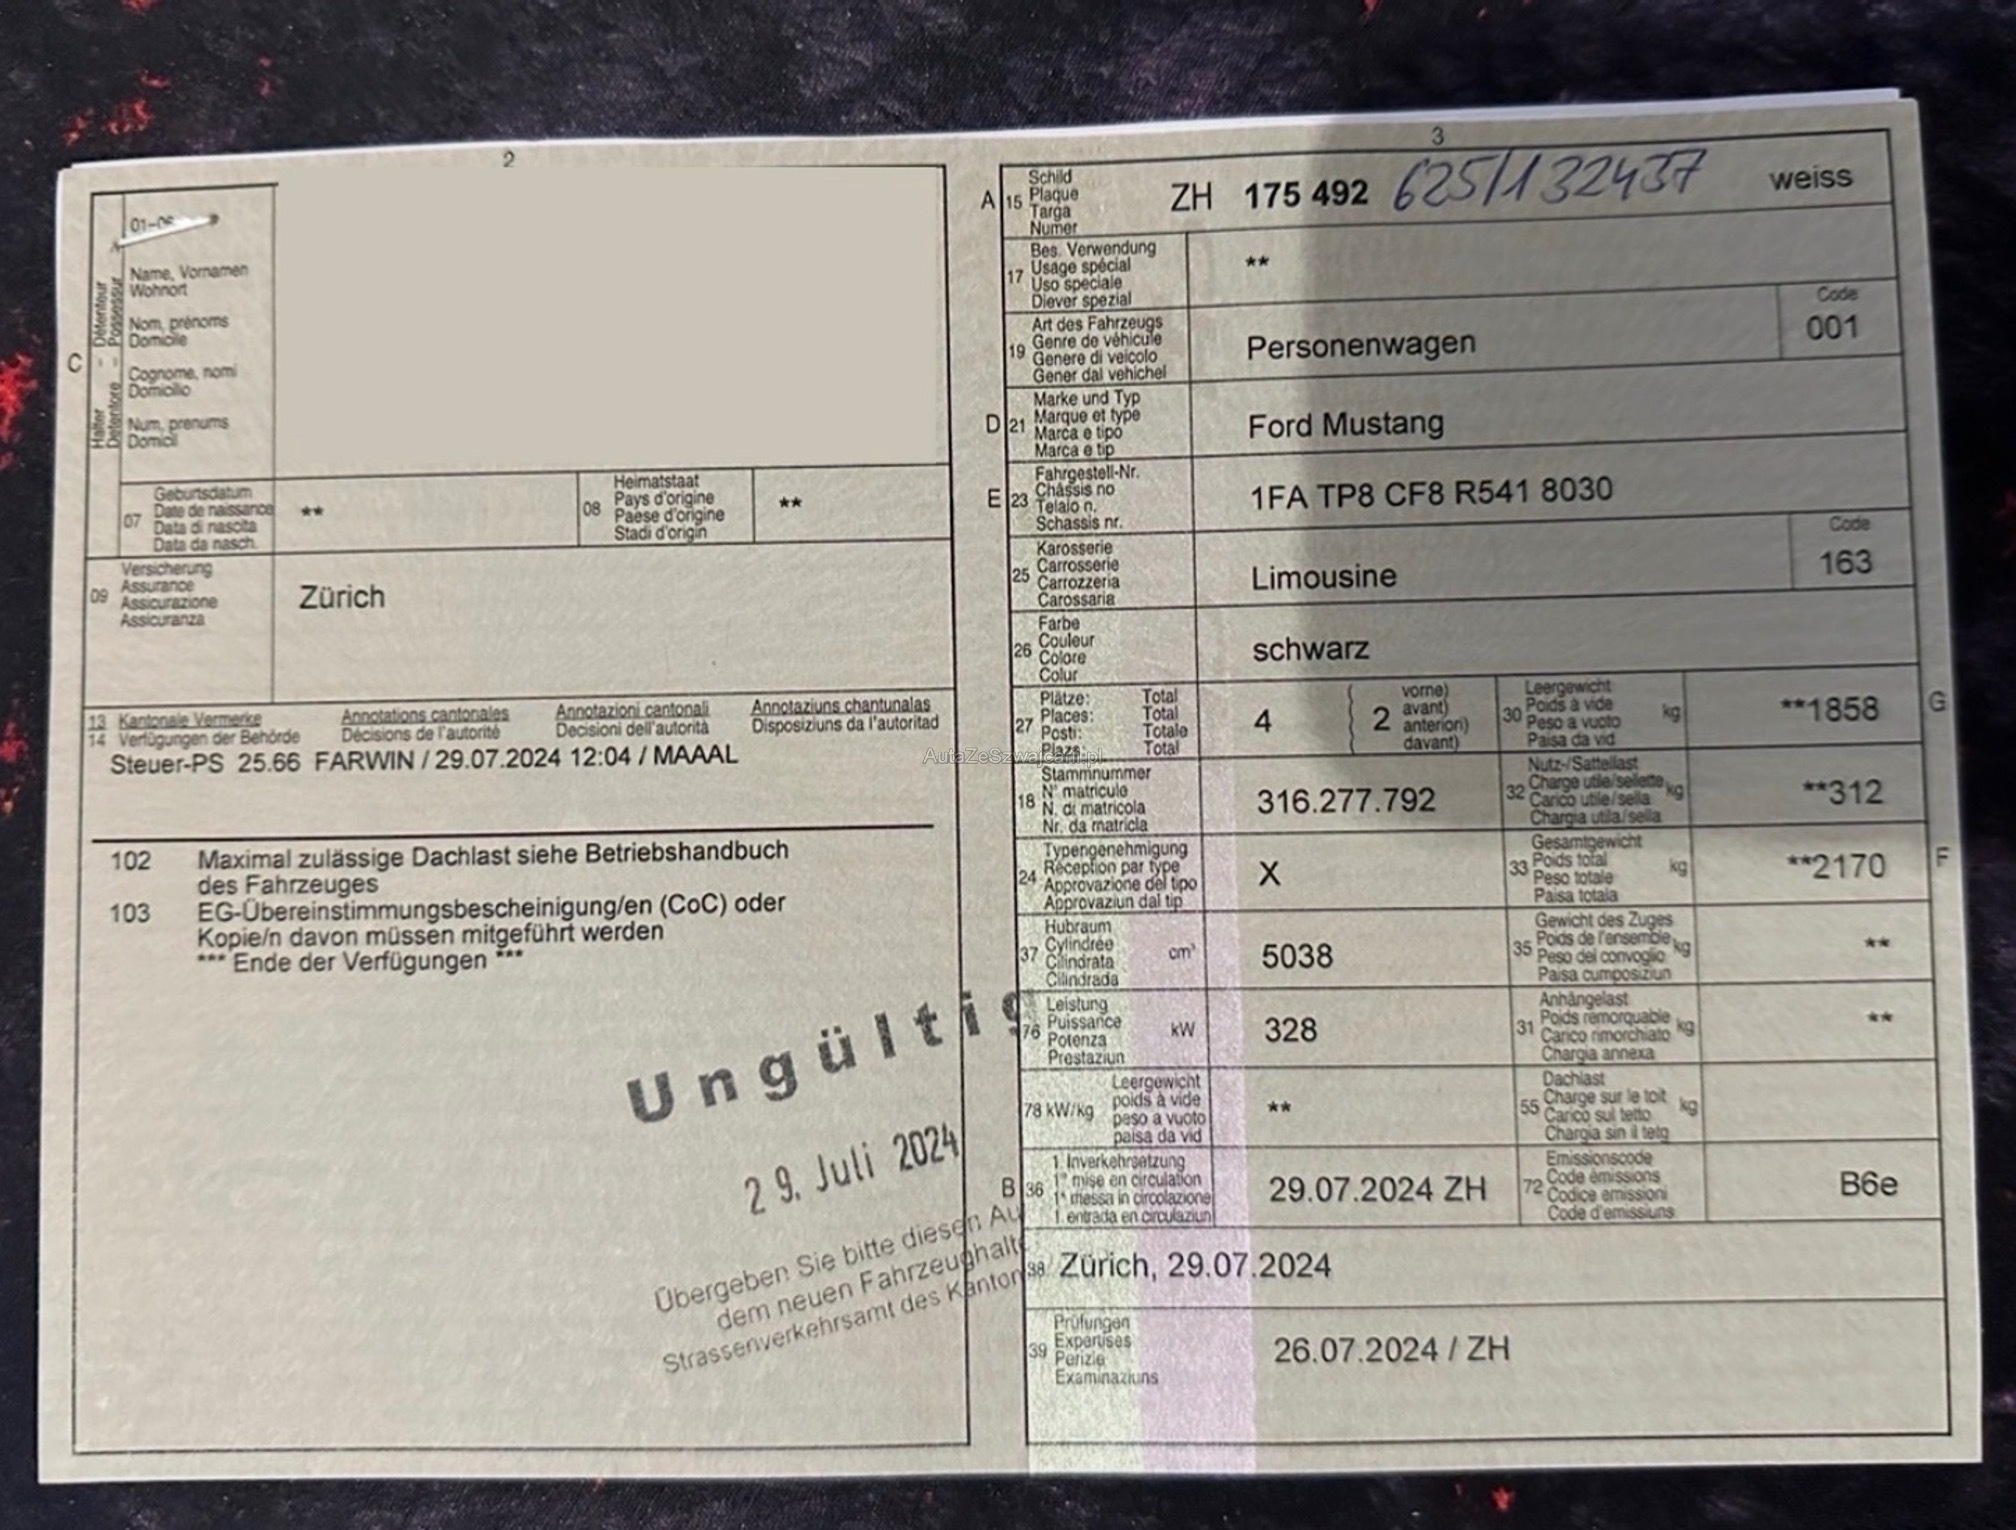 2
01-06
C
Halter – Détenteur
Detentore – Possessur
Name, Vornamen
Wohnort
Nom, prénoms
Domicile
Cognome, nomi
Domicilio
Num, prenums
Domicil
07
Geburtsdatum
Date de naissance
Data di nascita
Data da nasch.
**
08
Heimatstaat
Pays d'origine
Paese d'origine
Stadi d'origin
**
09
Versicherung
Assurance
Assicurazione
Assicuranza
Zürich
13 Kantonale Vermerke Annotations cantonales Annotazioni cantonali Annotaziuns chantunalas
14 Verfügungen der Behörde Décisions de l'autorité Decisioni dell'autorità Disposiziuns da l'autoritad
Steuer-PS 25.66 FARWIN / 29.07.2024 12:04 / MAAAL
102 Maximal zulässige Dachlast siehe Betriebshandbuch
des Fahrzeuges
103 EG-Übereinstimmungsbescheinigung/en (CoC) oder
Kopie/n davon müssen mitgeführt werden
*** Ende der Verfügungen ***
Ungültig
29. Juli 2024
Übergeben Sie bitte diesen Au
dem neuen Fahrzeughalt
Strassenverkehrsamt des Kanton
AutaZeSzwajcarii.pl
3
A 15
Schild
Plaque
Targa
Numer
ZH 175 492 625/132437 weiss
17
Bes. Verwendung
Usage spécial
Uso speciale
Diever spezial
**
19
Art des Fahrzeugs
Genre de véhicule
Genere di veicolo
Gener dal vehichel
Personenwagen
Code
001
D 21
Marke und Typ
Marque et type
Marca e tipo
Marca e tip
Ford Mustang
E 23
Fahrgestell-Nr.
Châssis no
Telaio n.
Schassis nr.
1FA TP8 CF8 R541 8030
25
Karosserie
Carrosserie
Carrozzeria
Carossaria
Limousine
Code
163
26
Farbe
Couleur
Colore
Colur
schwarz
27
Plätze: Total
Places: Total
Posti: Totale
Plazs: Total
4
( vorne)
2 avant)
anteriori)
( davant)
30
Leergewicht
Poids à vide kg
Peso a vuoto
Paisa da vid
**1858
G
18
Stammnummer
N° matricule
N. di matricola
Nr. da matricla
316.277.792
32
Nutz-/Sattellast
Charge utile/sellette kg
Carico utile/sella
Chargia utila/sella
**312
24
Typengenehmigung
Réception par type
Approvazione del tipo
Approvaziun dal tip
X
33
Gesamtgewicht
Poids total kg
Peso totale
Paisa totala
**2170
F
37
Hubraum
Cylindrée cm³
Cilindrata
Cilindrada
5038
35
Gewicht des Zuges
Poids de l'ensemble kg
Peso del convoglio
Paisa cumposiziun
**
76
Leistung
Puissance kW
Potenza
Prestaziun
328
31
Anhängelast
Poids remorquable kg
Carico rimorchiato
Chargia annexa
**
78 kW/kg
Leergewicht
poids à vide
peso a vuoto
paisa da vid
**
55
Dachlast
Charge sur le toit kg
Carico sul tetto
Chargia sin il tetg
B 36
1. Inverkehrsetzung
1re mise en circulation
1a messa in circolazione
1. entrada en circulaziun
29.07.2024 ZH
72
Emissionscode
Code émissions
Codice emissioni
Code d'emissiuns
B6e
38 Zürich, 29.07.2024
39
Prüfungen
Expertises
Perizie
Examinaziuns
26.07.2024 / ZH